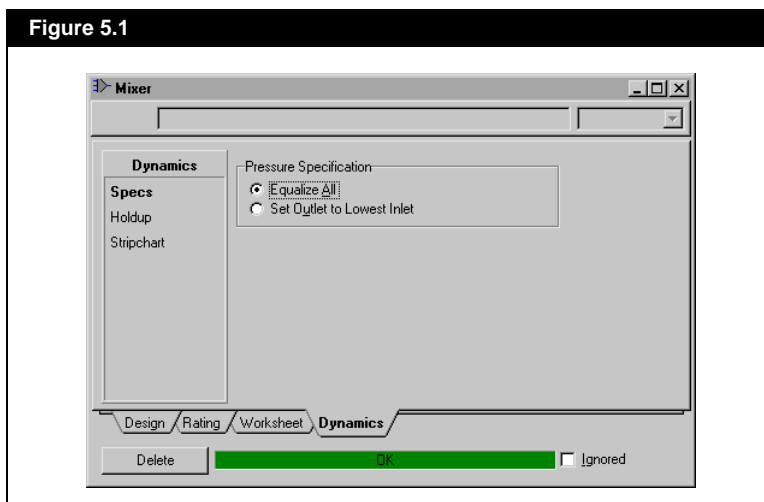 Figure 5.1
Mixer
Dynamics
Specs
Holdup
Stripchart
Pressure Specification
Equalize All
Set Outlet to Lowest Inlet
Design Rating Worksheet Dynamics
Delete OK Ignored